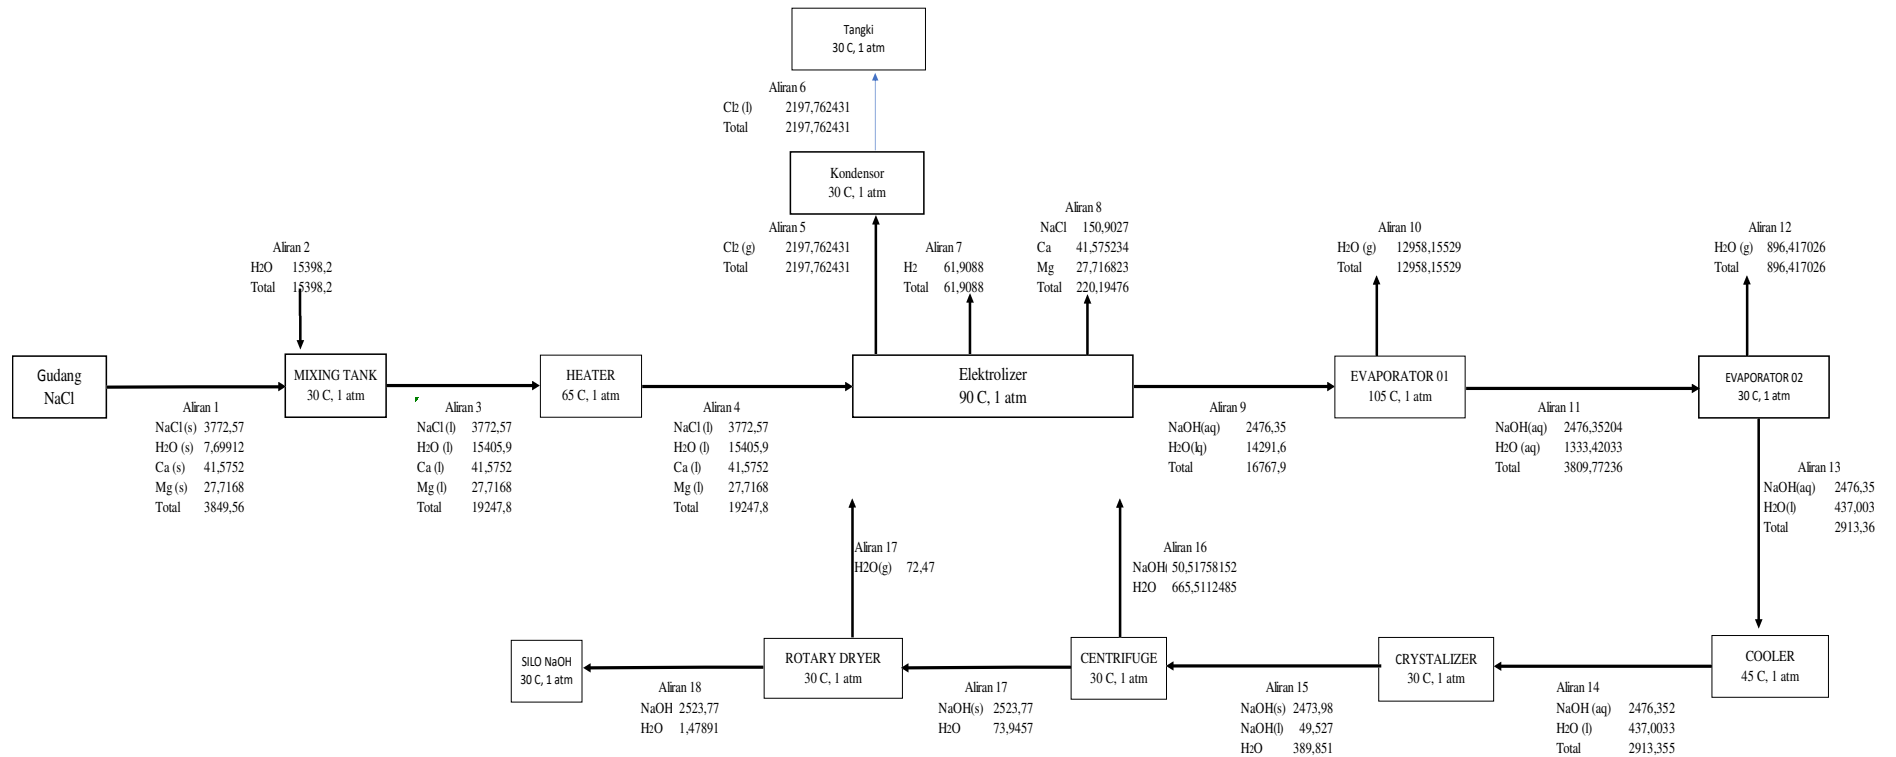 Tangki
30 C, 1 atm
Aliran 6
Cl2 (l) 2197,762431
Total 2197,762431
Kondensor
30 C, 1 atm
Aliran 5
Cl2 (g) 2197,762431
Total 2197,762431
Aliran 7
H2 61,9088
Total 61,9088
Aliran 8
NaCl 150,9027
Ca 41,575234
Mg 27,716823
Total 220,19476
Aliran 10
H2O (g) 12958,15529
Total 12958,15529
Aliran 12
H2O (g) 896,417026
Total 896,417026
Aliran 2
H2O 15398,2
Total 15398,2
Gudang
NaCl
MIXING TANK
30 C, 1 atm
HEATER
65 C, 1 atm
Elektrolizer
90 C, 1 atm
EVAPORATOR 01
105 C, 1 atm
EVAPORATOR 02
30 C, 1 atm
Aliran 1
NaCl (s) 3772,57
H2O (s) 7,69912
Ca (s) 41,5752
Mg (s) 27,7168
Total 3849,56
Aliran 3
NaCl (l) 3772,57
H2O (l) 15405,9
Ca (l) 41,5752
Mg (l) 27,7168
Total 19247,8
Aliran 4
NaCl (l) 3772,57
H2O (l) 15405,9
Ca (l) 41,5752
Mg (l) 27,7168
Total 19247,8
Aliran 9
NaOH(aq) 2476,35
H2O(lq) 14291,6
Total 16767,9
Aliran 11
NaOH(aq) 2476,35204
H2O (aq) 1333,42033
Total 3809,77236
Aliran 13
NaOH(aq) 2476,35
H2O(l) 437,003
Total 2913,36
Aliran 17
H2O(g) 72,47
Aliran 16
NaOH( 50,51758152
H2O 665,5112485
SILO NaOH
30 C, 1 atm
ROTARY DRYER
30 C, 1 atm
CENTRIFUGE
30 C, 1 atm
CRYSTALIZER
30 C, 1 atm
COOLER
45 C, 1 atm
Aliran 18
NaOH 2523,77
H2O 1,47891
Aliran 17
NaOH(s) 2523,77
H2O 73,9457
Aliran 15
NaOH(s) 2473,98
NaOH(l) 49,527
H2O 389,851
Aliran 14
NaOH (aq) 2476,352
H2O (l) 437,0033
Total 2913,355